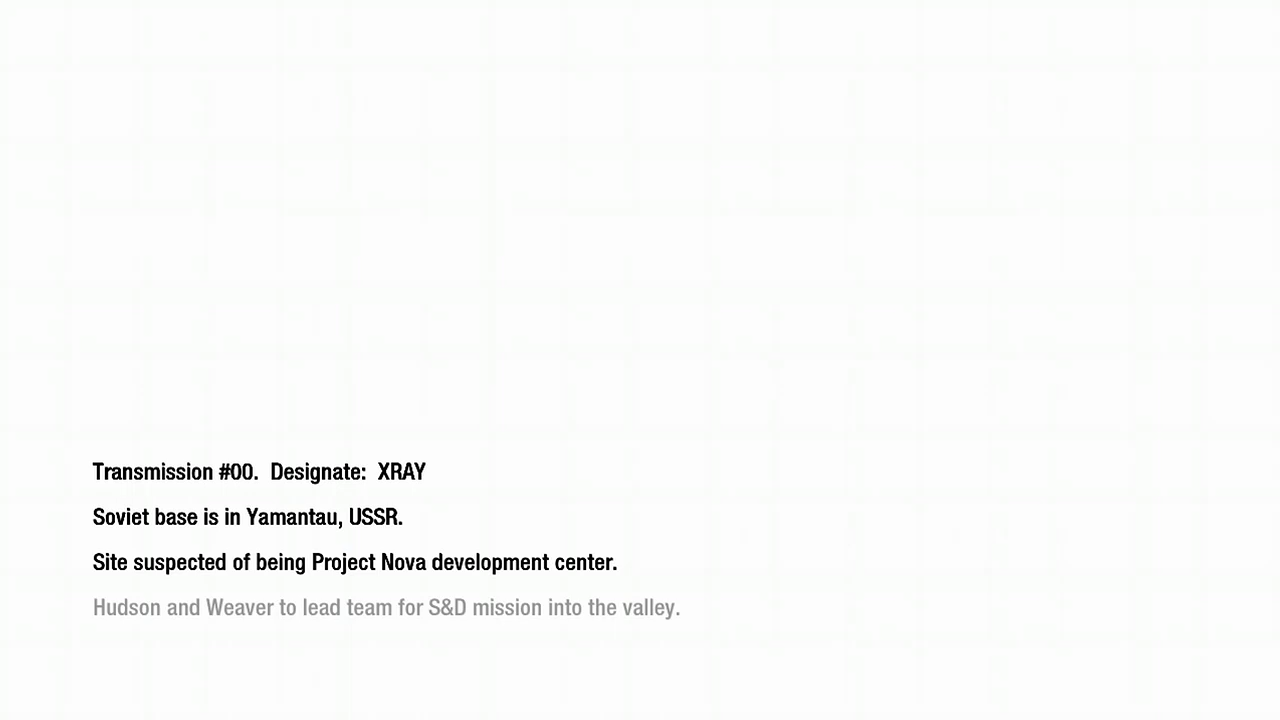 Transmission #00.  Designate:  XRAY
Soviet base is in Yamantau, USSR.
Site suspected of being Project Nova development center.
Hudson and Weaver to lead team for S&D mission into the valley.